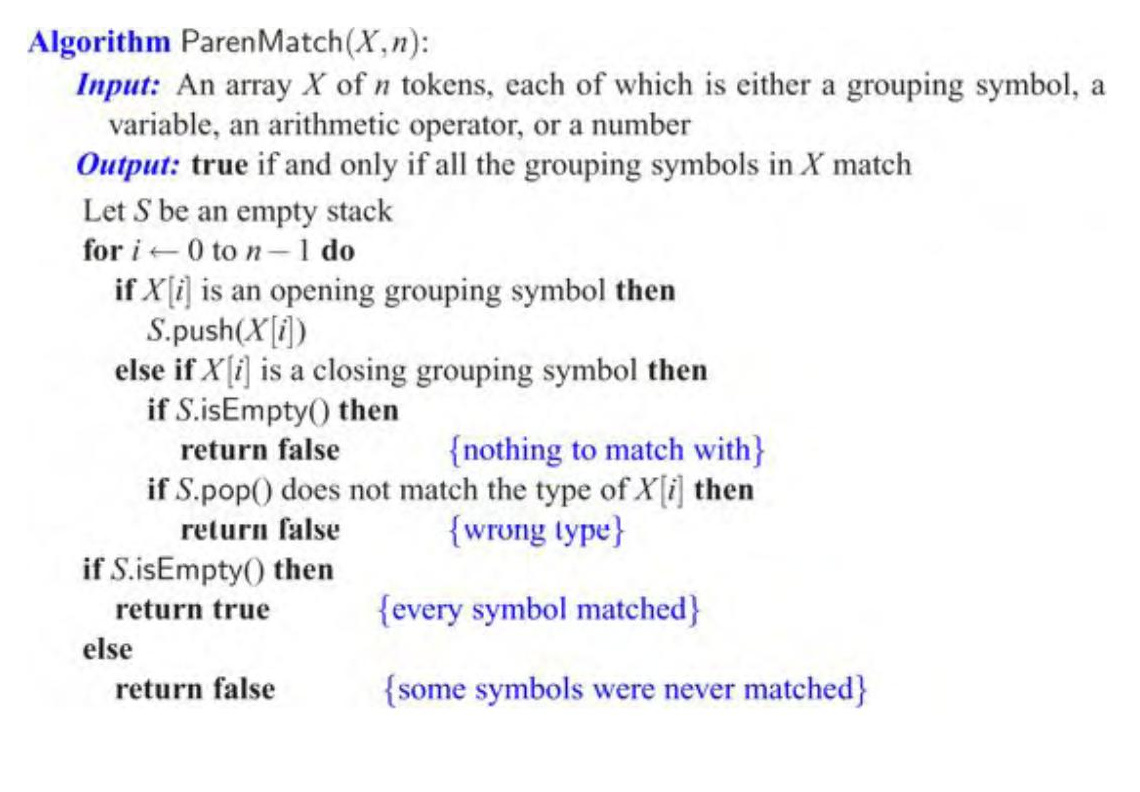 Algorithm ParenMatch(X,n):
Input: An array X of n tokens, each of which is either a grouping symbol, a
variable, an arithmetic operator, or a number
Output: true if and only if all the grouping symbols in X match
Let S be an empty stack
for i ← 0 to n − 1 do
if X[i] is an opening grouping symbol then
S.push(X[i])
else if X[i] is a closing grouping symbol then
if S.isEmpty() then
return false {nothing to match with}
if S.pop() does not match the type of X[i] then
return false {wrong type}
if S.isEmpty() then
return true {every symbol matched}
else
return false {some symbols were never matched}